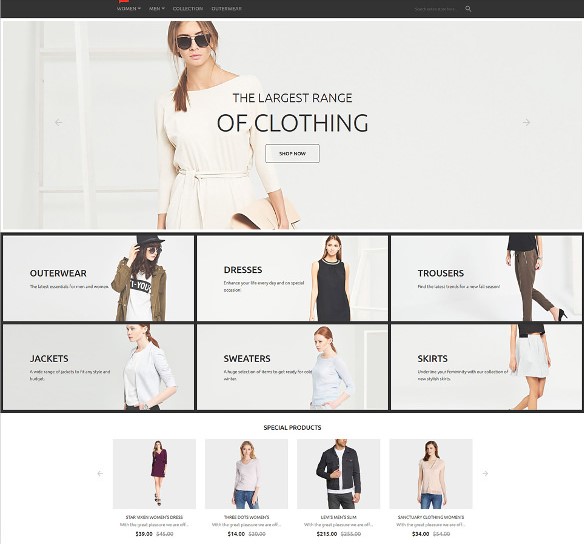 WOMEN MEN COLLECTION OUTERWEAR
THE LARGEST RANGE
OF CLOTHING
SHOP NOW
OUTERWEAR
The latest essentials for men and women.
DRESSES
Enhance your life every day and on special
occasion!
TROUSERS
Find the latest trends for a new fall season!
JACKETS
A wide range of jackets to fit any style and
budget.
SWEATERS
A huge selection of items to get ready for cold
winter.
SKIRTS
Underline your femininity with our collection of
new stylish skirts.
SPECIAL PRODUCTS
STAR VIXEN WOMEN'S DRESS
With the great pleasure we are off...
$39.00 $45.00
THREE DOTS WOMEN'S
With the great pleasure we are off...
$14.00 $20.00
LEVI'S MEN'S SLIM
With the great pleasure we are off...
$215.00 $255.00
SANCTUARY CLOTHING WOMEN'S
With the great pleasure we are off...
$34.00 $54.00